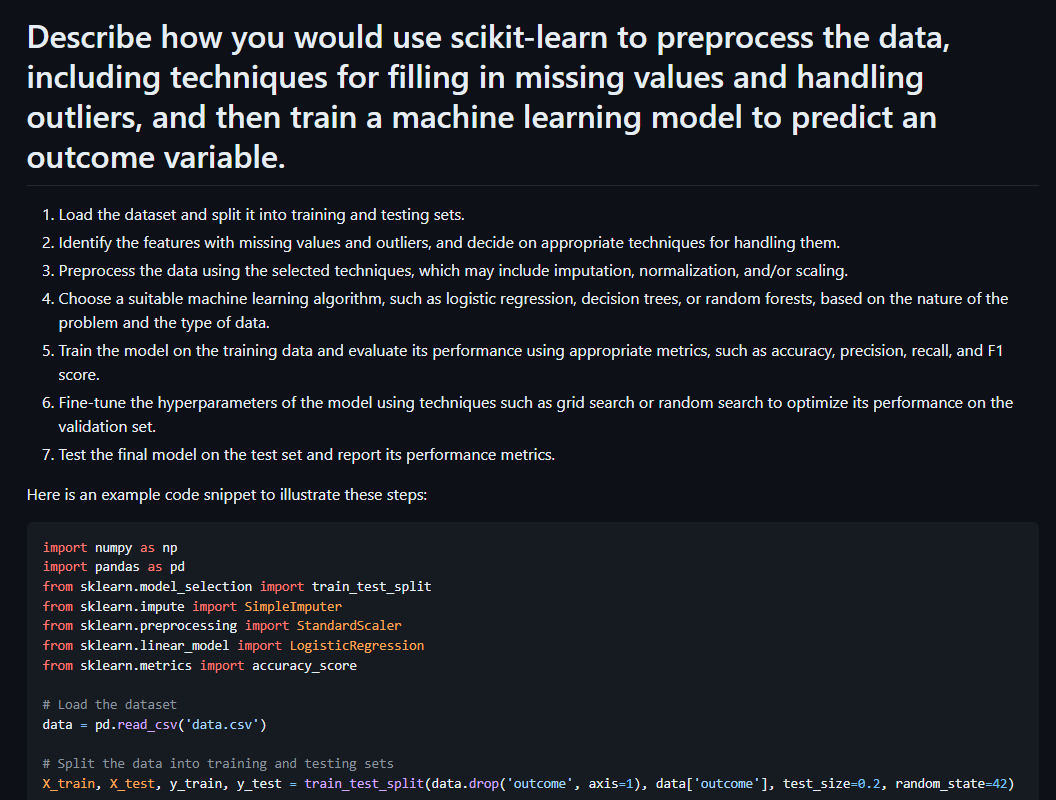 Describe how you would use scikit-learn to preprocess the data,
including techniques for filling in missing values and handling
outliers, and then train a machine learning model to predict an
outcome variable.
1. Load the dataset and split it into training and testing sets.
2. Identify the features with missing values and outliers, and decide on appropriate techniques for handling them.
3. Preprocess the data using the selected techniques, which may include imputation, normalization, and/or scaling.
4. Choose a suitable machine learning algorithm, such as logistic regression, decision trees, or random forests, based on the nature of the
problem and the type of data.
5. Train the model on the training data and evaluate its performance using appropriate metrics, such as accuracy, precision, recall, and F1
score.
6. Fine-tune the hyperparameters of the model using techniques such as grid search or random search to optimize its performance on the
validation set.
7. Test the final model on the test set and report its performance metrics.
Here is an example code snippet to illustrate these steps:
import numpy as np
import pandas as pd
from sklearn.model_selection import train_test_split
from sklearn.impute import SimpleImputer
from sklearn.preprocessing import StandardScaler
from sklearn.linear_model import LogisticRegression
from sklearn.metrics import accuracy_score
# Load the dataset
data = pd.read_csv('data.csv')
# Split the data into training and testing sets
X_train, X_test, y_train, y_test = train_test_split(data.drop('outcome', axis=1), data['outcome'], test_size=0.2, random_state=42)